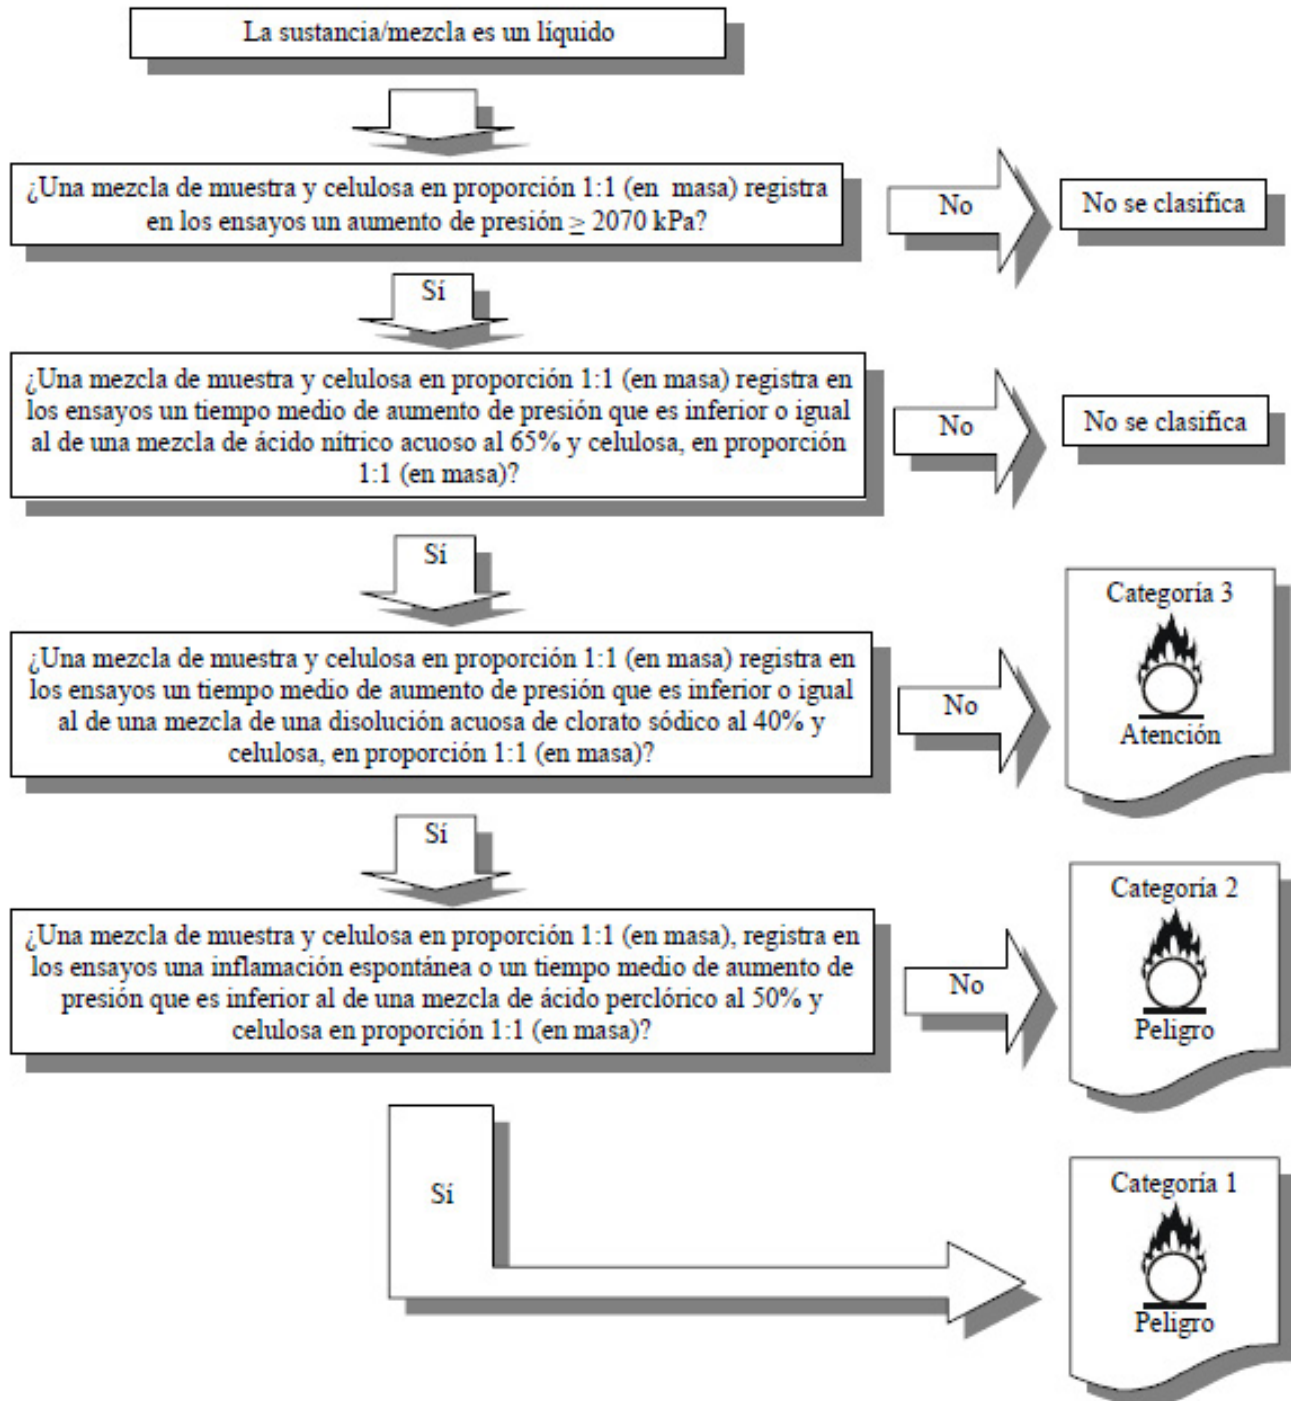 La sustancia/mezcla es un líquido
¿Una mezcla de muestra y celulosa en proporción 1:1 (en masa) registra
en los ensayos un aumento de presión ≥ 2070 kPa?
No
No se clasifica
Sí
¿Una mezcla de muestra y celulosa en proporción 1:1 (en masa) registra en
los ensayos un tiempo medio de aumento de presión que es inferior o igual
al de una mezcla de ácido nítrico acuoso al 65% y celulosa, en proporción
1:1 (en masa)?
No
No se clasifica
Sí
¿Una mezcla de muestra y celulosa en proporción 1:1 (en masa) registra en
los ensayos un tiempo medio de aumento de presión que es inferior o igual
al de una mezcla de una disolución acuosa de clorato sódico al 40% y
celulosa, en proporción 1:1 (en masa)?
No
Categoría 3
Atención
Sí
¿Una mezcla de muestra y celulosa en proporción 1:1 (en masa), registra en
los ensayos una inflamación espontánea o un tiempo medio de aumento de
presión que es inferior al de una mezcla de ácido perclórico al 50% y
celulosa en proporción 1:1 (en masa)?
No
Categoría 2
Peligro
Sí
Categoría 1
Peligro